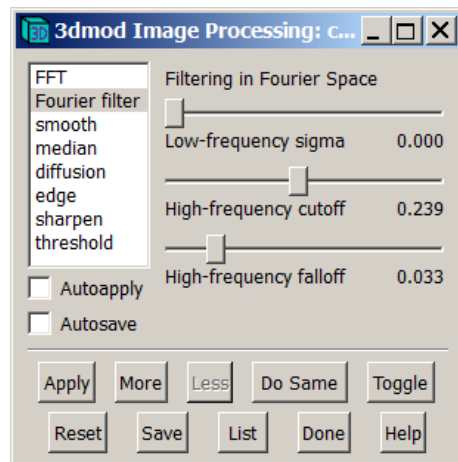 3dmod Image Processing: c...
FFT
Fourier filter
smooth
median
diffusion
edge
sharpen
threshold
Filtering in Fourier Space
Low-frequency sigma 0.000
High-frequency cutoff 0.239
High-frequency falloff 0.033
Autoapply
Autosave
Apply More Less Do Same Toggle
Reset Save List Done Help